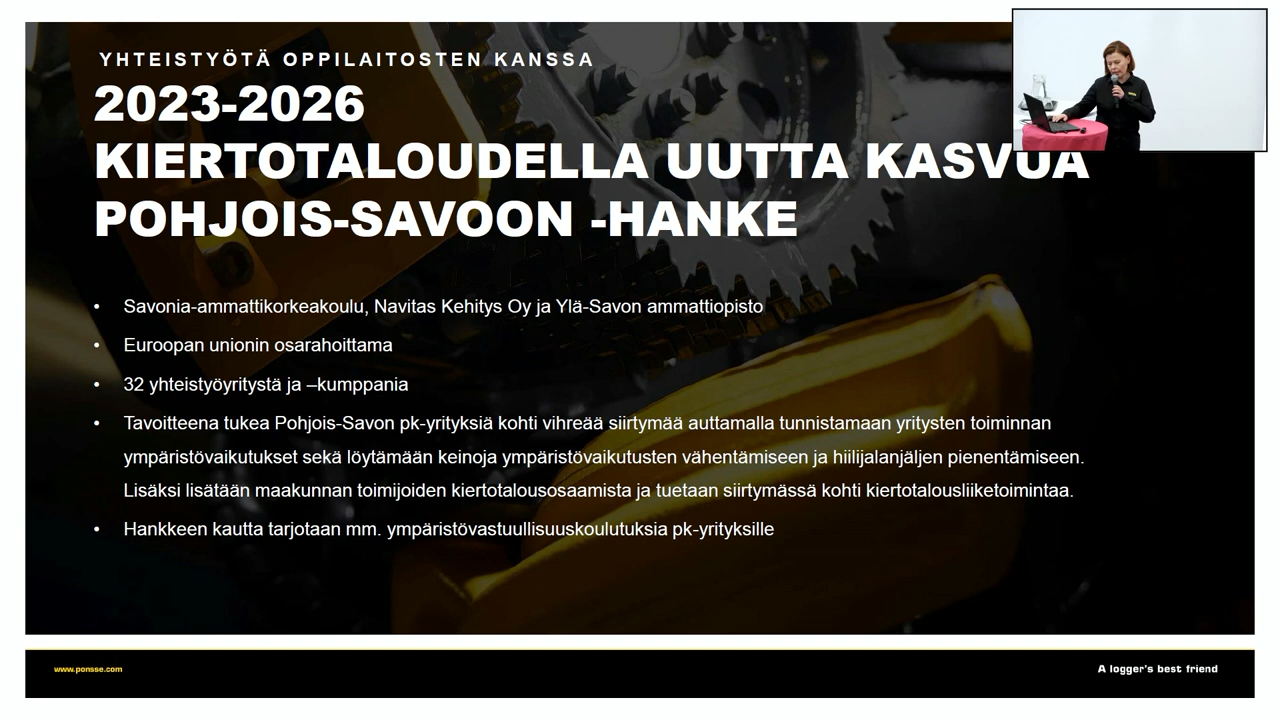 YHTEISTYÖTÄ OPPILAITOSTEN KANSSA
2023-2026
KIERTOTALOUDELLA UUTTA KASVUA
POHJOIS-SAVOON -HANKE
• Savonia-ammattikorkeakoulu, Navitas Kehitys Oy ja Ylä-Savon ammattiopisto
• Euroopan unionin osarahoittama
• 32 yhteistyöyritystä ja –kumppania
• Tavoitteena tukea Pohjois-Savon pk-yrityksiä kohti vihreää siirtymää auttamalla tunnistamaan yritysten toiminnan
ympäristövaikutukset sekä löytämään keinoja ympäristövaikutusten vähentämiseen ja hiilijalanjäljen pienentämiseen.
Lisäksi lisätään maakunnan toimijoiden kiertotalousosaamista ja tuetaan siirtymässä kohti kiertotalousliiketoimintaa.
• Hankkeen kautta tarjotaan mm. ympäristövastuullisuuskoulutuksia pk-yrityksille
www.ponsse.com
A logger's best friend